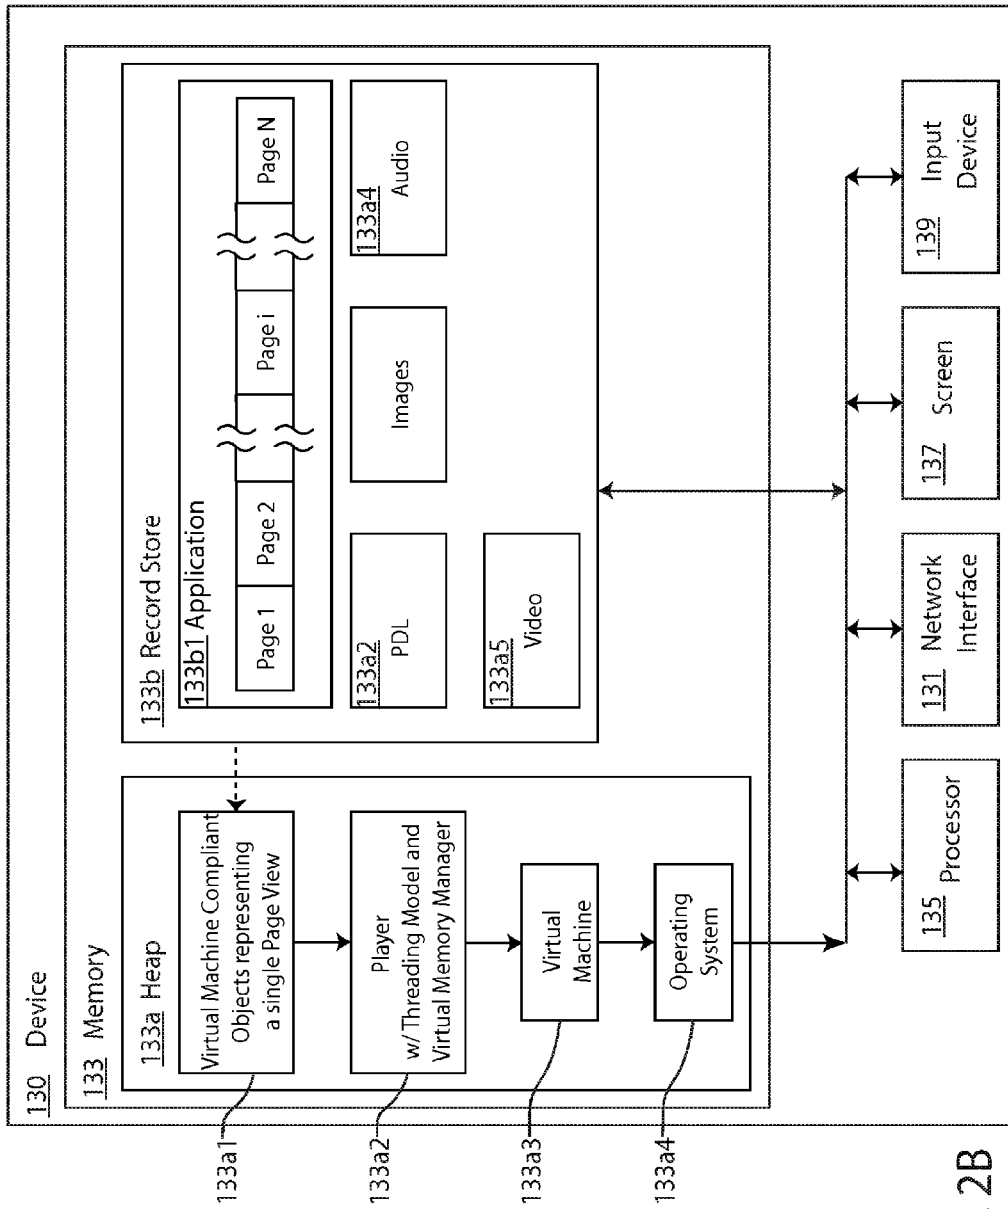 130 Device
133 Memory
133a Heap
133a1
Virtual Machine Compliant
Objects representing
a single Page View
133a2
Player
w/ Threading Model and
Virtual Memory Manager
133a3
Virtual
Machine
133a4
Operating
System
133b Record Store
133b1 Application
Page 1
Page 2
Page i
Page N
133a2
PDL
Images
133a4
Audio
133a5
Video
135 Processor
131 Network
Interface
137 Screen
139 Input
Device
2B